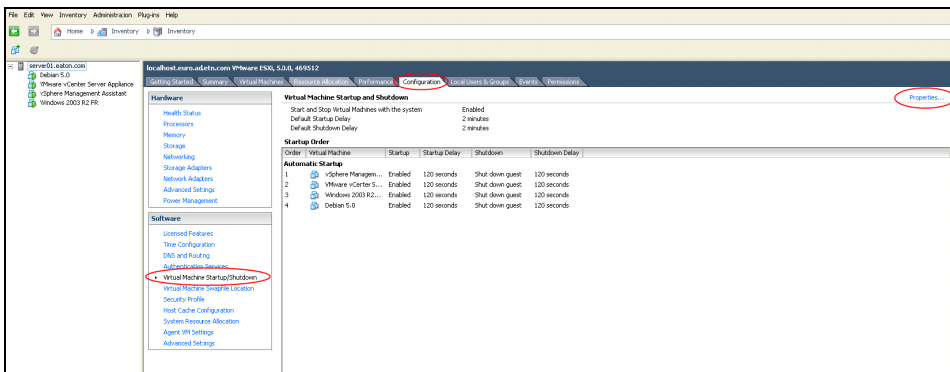 File Edit View Inventory Administration Plug-ins Help
Home Inventory Inventory
server01.eaton.com
Debian 5.0
VMware vCenter Server Appliance
vSphere Management Assistant
Windows 2003 R2 FR
localhost.euro.ad.etn.com VMware ESXi, 5.0.0, 469512
Getting Started Summary Virtual Machines Resource Allocation Performance Configuration Local Users & Groups Events Permissions
Hardware
Health Status
Processors
Memory
Storage
Networking
Storage Adapters
Network Adapters
Advanced Settings
Power Management
Software
Licensed Features
Time Configuration
DNS and Routing
Authentication Services
Virtual Machine Startup/Shutdown
Virtual Machine Swapfile Location
Security Profile
Host Cache Configuration
System Resource Allocation
Agent VM Settings
Advanced Settings
Virtual Machine Startup and Shutdown
Properties...
Start and Stop Virtual Machines with the system Enabled
Default Startup Delay 2 minutes
Default Shutdown Delay 2 minutes
Startup Order
Order Virtual Machine Startup Startup Delay Shutdown Shutdown Delay
Automatic Startup
1 vSphere Managem... Enabled 120 seconds Shut down guest 120 seconds
2 VMware vCenter S... Enabled 120 seconds Shut down guest 120 seconds
3 Windows 2003 R2... Enabled 120 seconds Shut down guest 120 seconds
4 Debian 5.0 Enabled 120 seconds Shut down guest 120 seconds